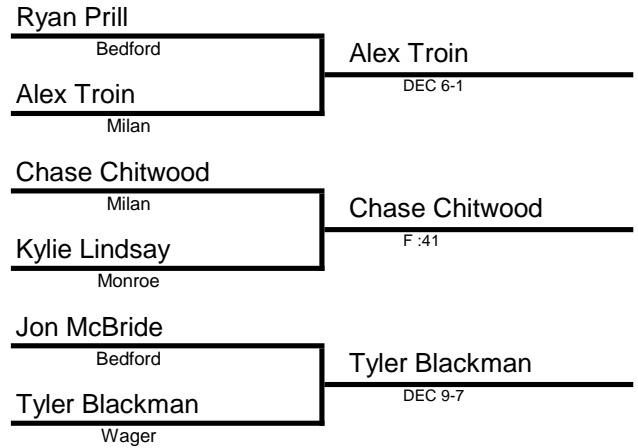 Ryan Prill
Bedford
Alex Troin
DEC 6-1
Alex Troin
Milan
Chase Chitwood
Milan
Chase Chitwood
F :41
Kylie Lindsay
Monroe
Jon McBride
Bedford
Tyler Blackman
DEC 9-7
Tyler Blackman
Wager